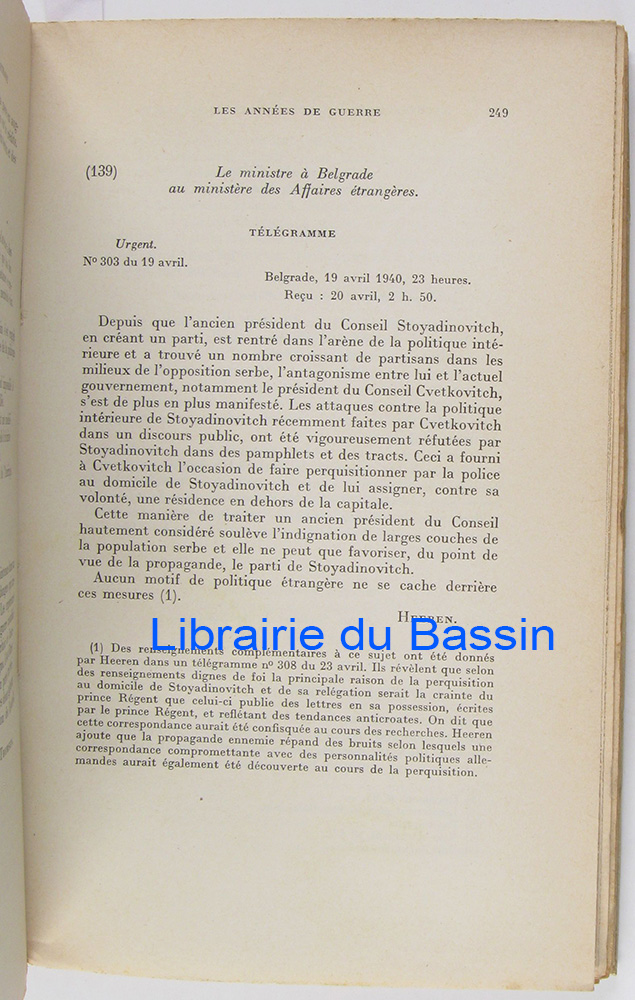 LES ANNÉES DE GUERRE 249
(139) Le ministre à Belgrade
au ministère des Affaires étrangères.
TÉLÉGRAMME
Urgent.
Nº 303 du 19 avril.
Belgrade, 19 avril 1940, 23 heures.
Reçu : 20 avril, 2 h. 50.
Depuis que l'ancien président du Conseil Stoyadinovitch,
en créant un parti, est rentré dans l'arène de la politique inté-
rieure et a trouvé un nombre croissant de partisans dans les
milieux de l'opposition serbe, l'antagonisme entre lui et l'actuel
gouvernement, notamment le président du Conseil Cvetkovitch,
s'est de plus en plus manifesté. Les attaques contre la politique
intérieure de Stoyadinovitch récemment faites par Cvetkovitch
dans un discours public, ont été vigoureusement réfutées par
Stoyadinovitch dans des pamphlets et des tracts. Ceci a fourni
à Cvetkovitch l'occasion de faire perquisitionner par la police
au domicile de Stoyadinovitch et de lui assigner, contre sa
volonté, une résidence en dehors de la capitale.
Cette manière de traiter un ancien président du Conseil
hautement considéré soulève l'indignation de larges couches de
la population serbe et elle ne peut que favoriser, du point de
vue de la propagande, le parti de Stoyadinovitch.
Aucun motif de politique étrangère ne se cache derrière
ces mesures (1).
HEEREN.
Librairie du Bassin
(1) Des renseignements complémentaires à ce sujet ont été donnés
par Heeren dans un télégramme nº 308 du 23 avril. Ils révèlent que selon
des renseignements dignes de foi la principale raison de la perquisition
au domicile de Stoyadinovitch et de sa relégation serait la crainte du
prince Régent que celui-ci publie des lettres en sa possession, écrites
par le prince Régent, et reflétant des tendances anticroates. On dit que
cette correspondance aurait été confisquée au cours des recherches. Heeren
ajoute que la propagande ennemie répand des bruits selon lesquels une
correspondance compromettante avec des personnalités politiques alle-
mandes aurait également été découverte au cours de la perquisition.